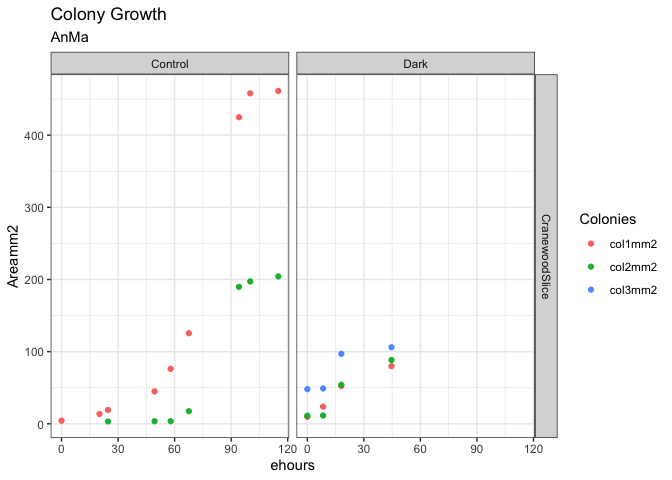 Colony Growth
AnMa
Control
Dark
CranewoodSlice
Areamm2
400
300
200
100
0
0 30 60 90 120
0 30 60 90 120
ehours
Colonies
col1mm2
col2mm2
col3mm2